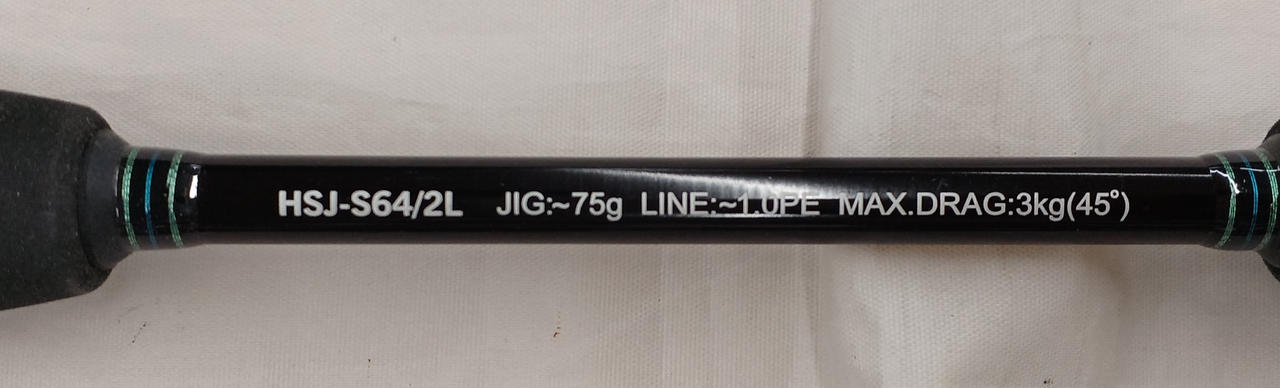 HSJ-S64/2L JIG:~75g LINE:~1.0PE MAX.DRAG:3kg(45°)